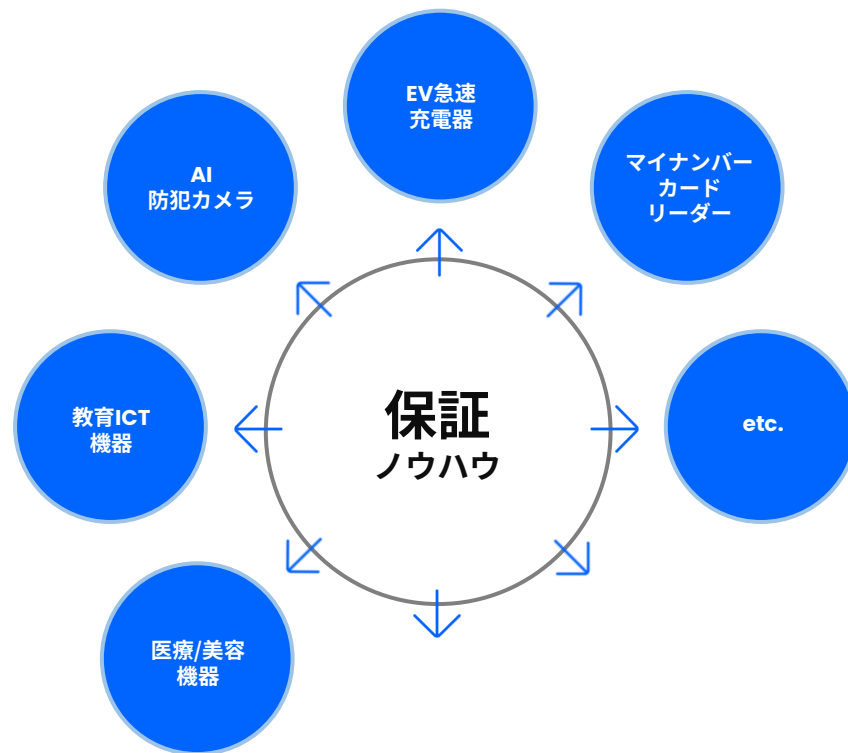 EV急速
充電器
AI
防犯カメラ
マイナンバー
カード
リーダー
教育ICT
機器
保証
ノウハウ
etc.
医療/美容
機器